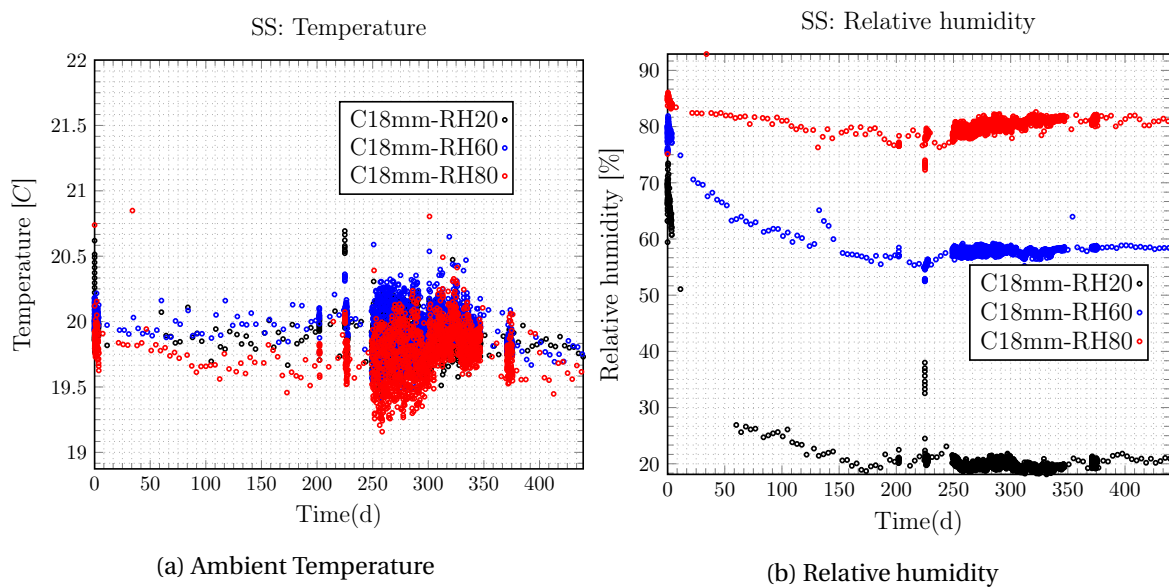 SS: Temperature
22
21.5
21
20.5
20
19.5
19
Temperature [C]
C18mm-RH20
C18mm-RH60
C18mm-RH80
0 50 100 150 200 250 300 350 400
Time(d)
(a) Ambient Temperature
SS: Relative humidity
90
80
70
60
50
40
30
20
Relative humidity [%]
C18mm-RH20
C18mm-RH60
C18mm-RH80
0 50 100 150 200 250 300 350 400
Time(d)
(b) Relative humidity